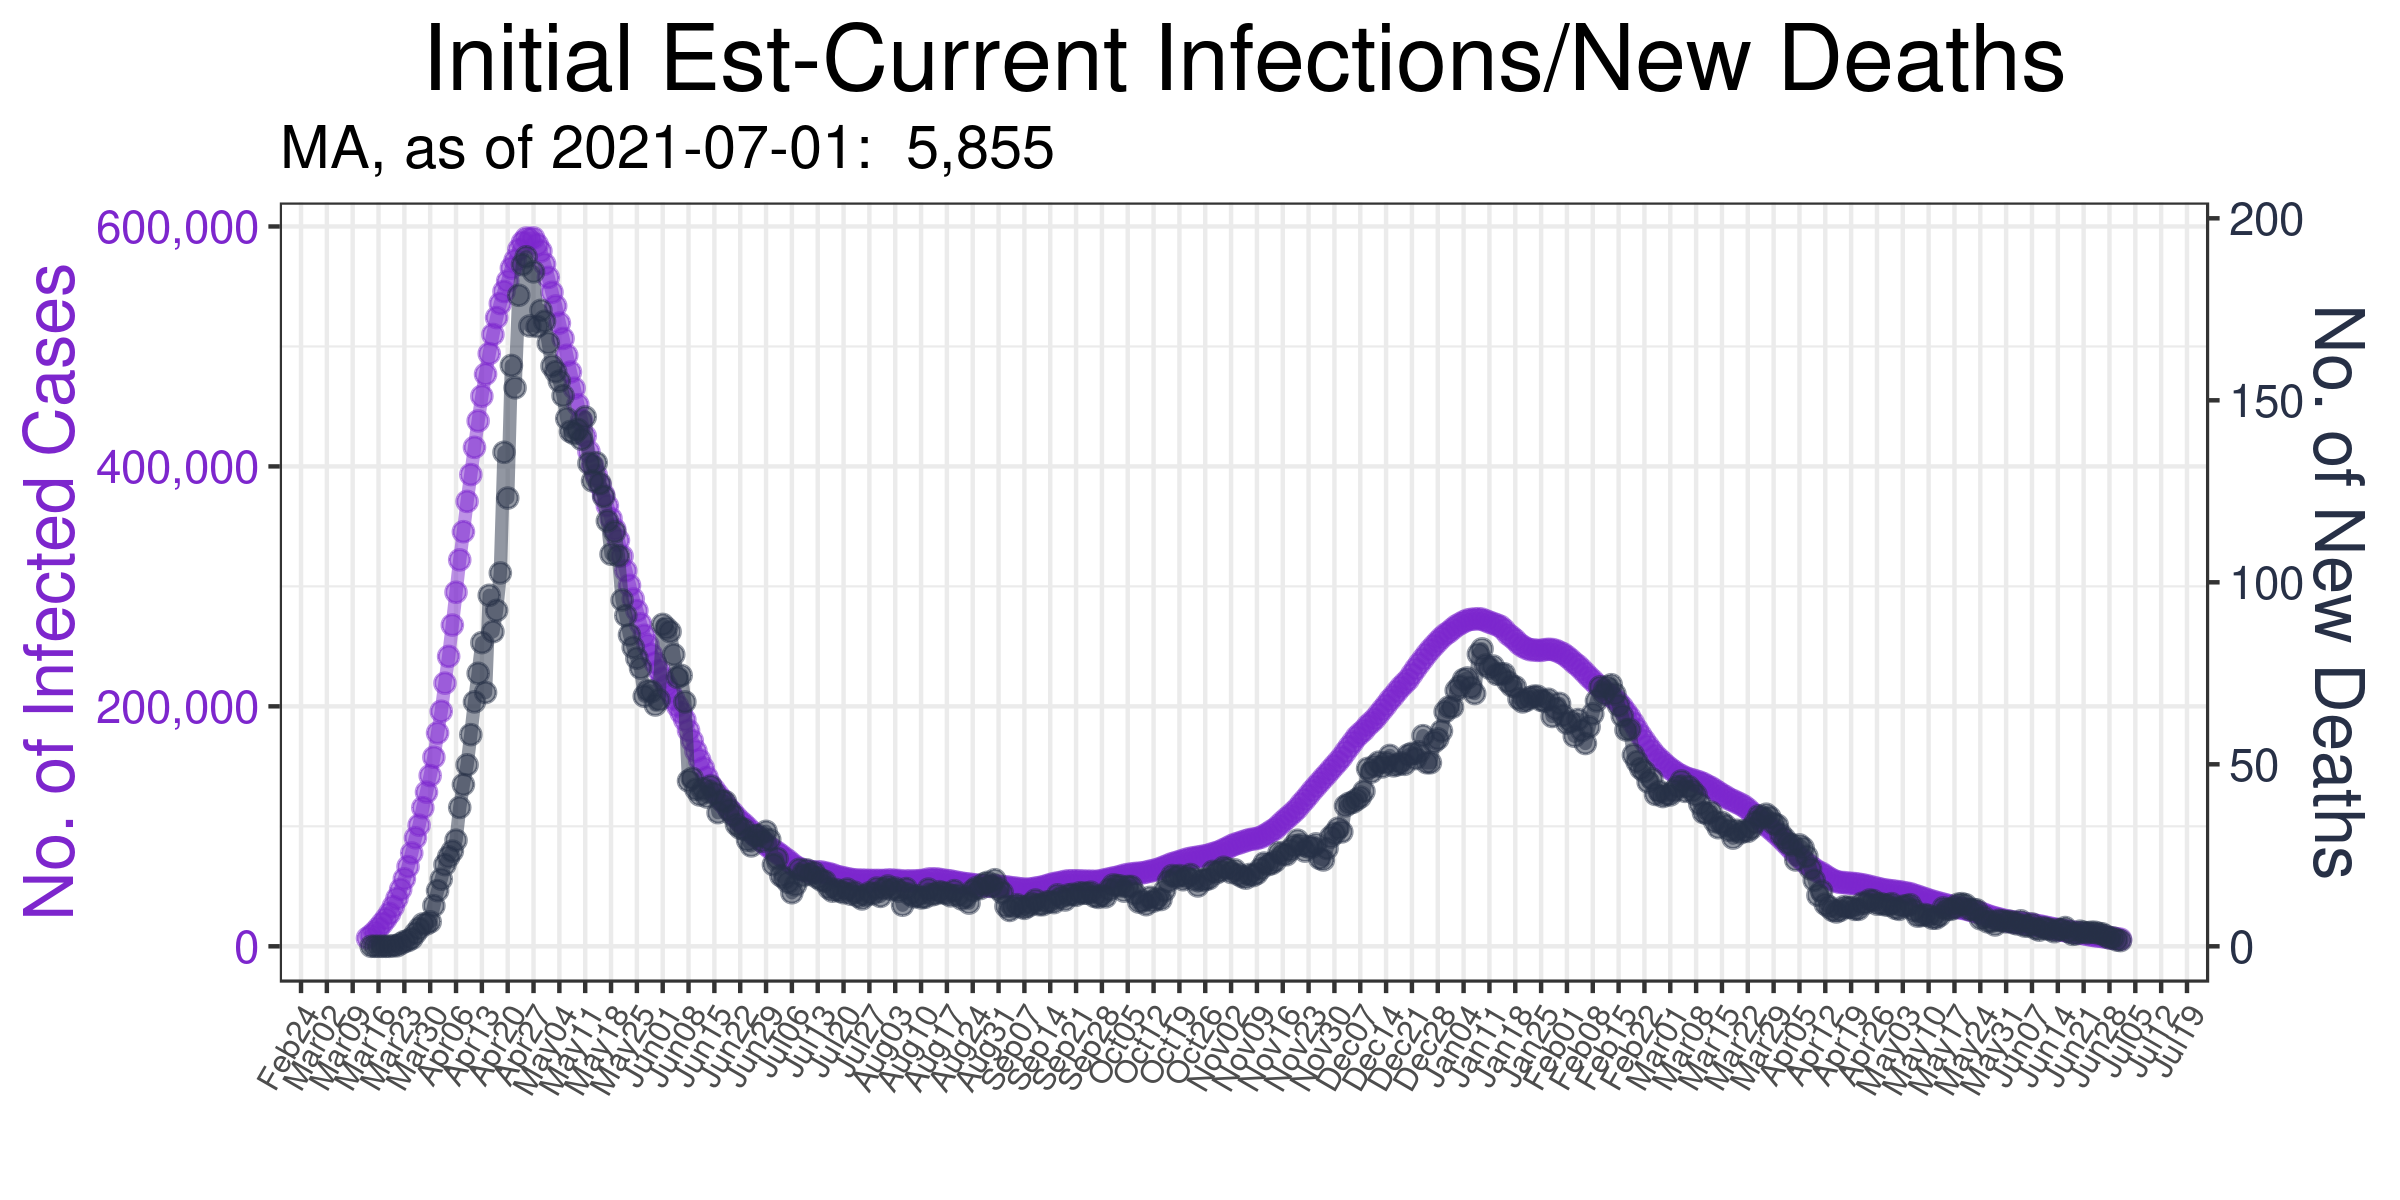 Initial Est-Current Infections/New Deaths
MA, as of 2021-07-01:  5,855
No. of Infected Cases
600,000
400,000
200,000
0
200
150
100
50
0
No. of New Deaths
Feb24
Mar02
Mar09
Mar16
Mar23
Mar30
Apr06
Apr13
Apr20
Apr27
May04
May11
May18
May25
Jun01
Jun08
Jun15
Jun22
Jun29
Jul06
Jul13
Jul20
Jul27
Aug03
Aug10
Aug17
Aug24
Aug31
Sep07
Sep14
Sep21
Sep28
Oct05
Oct12
Oct19
Oct26
Nov02
Nov09
Nov16
Nov23
Nov30
Dec07
Dec14
Dec21
Dec28
Jan04
Jan11
Jan18
Jan25
Feb01
Feb08
Feb15
Feb22
Mar01
Mar08
Mar15
Mar22
Mar29
Apr05
Apr12
Apr19
Apr26
May03
May10
May17
May24
May31
Jun07
Jun14
Jun21
Jun28
Jul05
Jul12
Jul19